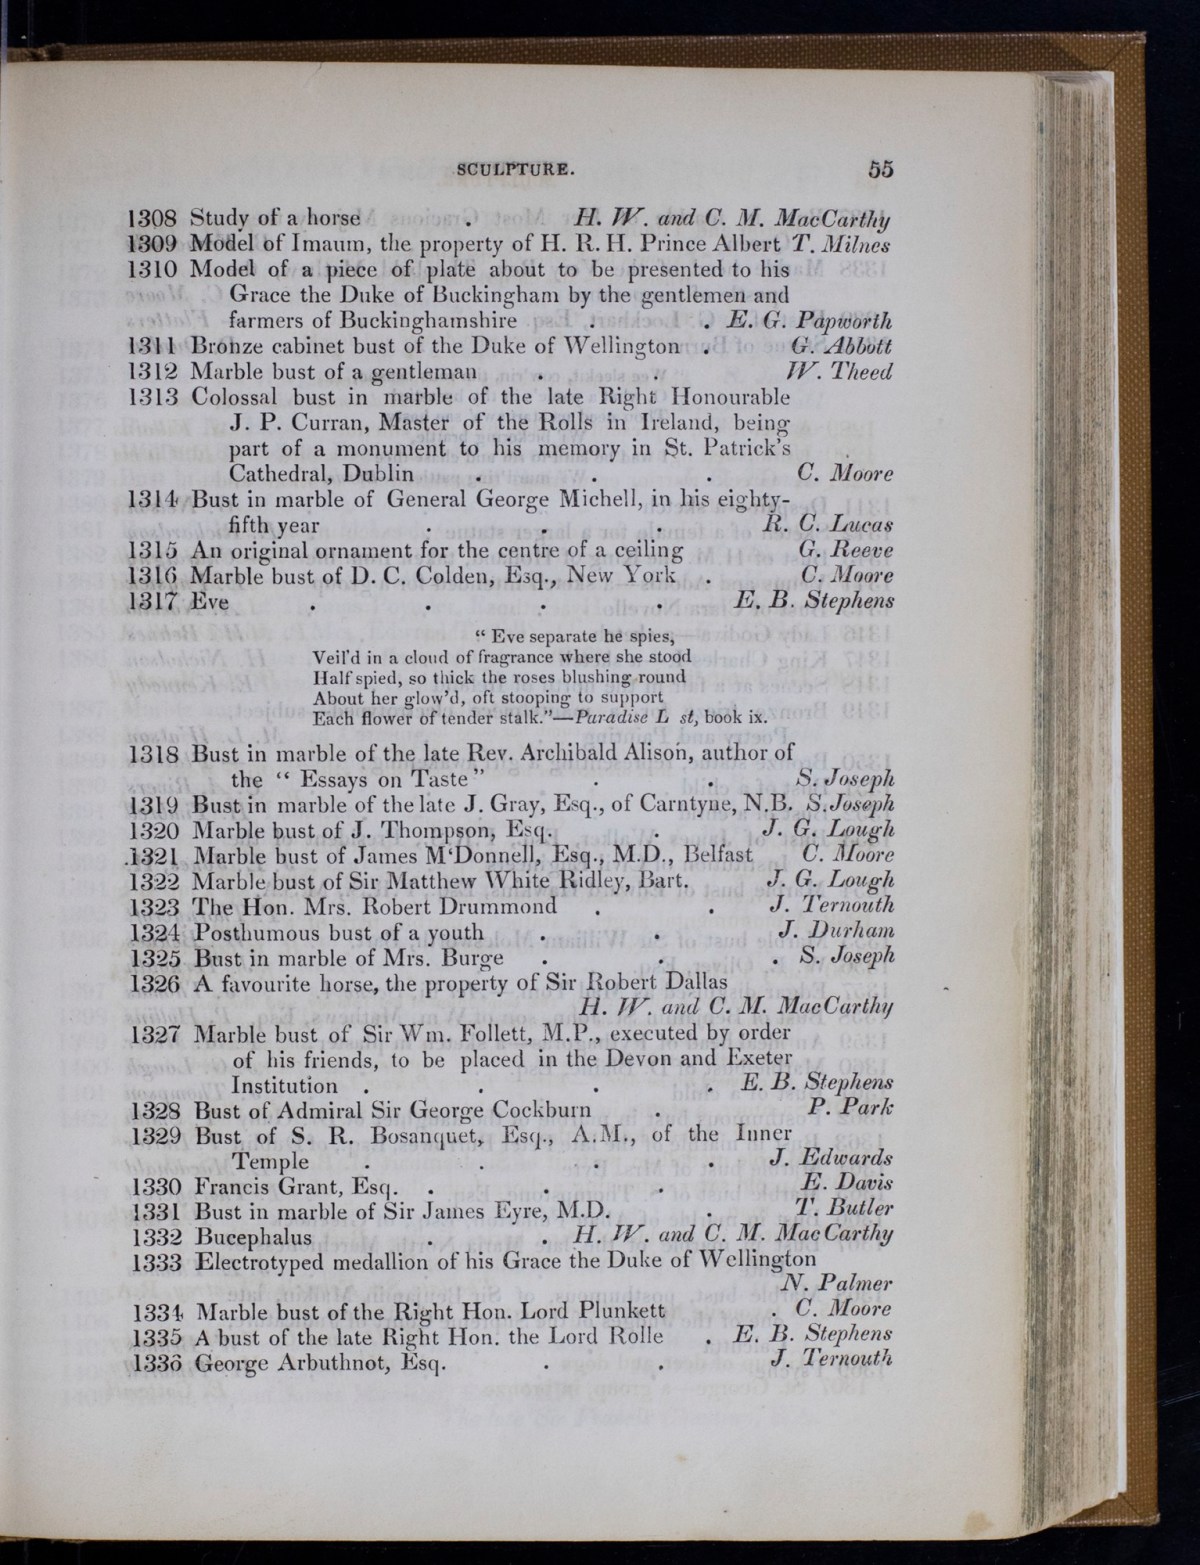 SCULPTURE. 55
1308 Study of a horse . H. W. and C. M. MacCarthy
1309 Model of Imaum, the property of H. R. H. Prince Albert T. Milnes
1310 Model of a piece of plate about to be presented to his
Grace the Duke of Buckingham by the gentlemen and
farmers of Buckinghamshire . . E. G. Papworth
1311 Bronze cabinet bust of the Duke of Wellington . G. Abbott
1312 Marble bust of a gentleman . . W. Theed
1313 Colossal bust in marble of the late Right Honourable
J. P. Curran, Master of the Rolls in Ireland, being
part of a monument to his memory in St. Patrick's
Cathedral, Dublin . . . C. Moore
1314 Bust in marble of General George Michell, in his eighty-
fifth year . . . R. C. Lucas
1315 An original ornament for the centre of a ceiling G. Reeve
1316 Marble bust of D. C. Colden, Esq., New York . C. Moore
1317 Eve . . . . E. B. Stephens
“ Eve separate he spies,
Veil'd in a cloud of fragrance where she stood
Half spied, so thick the roses blushing round
About her glow'd, oft stooping to support
Each flower of tender stalk.”—Paradise L st, book ix.
1318 Bust in marble of the late Rev. Archibald Alison, author of
the “ Essays on Taste ” . . S. Joseph
1319 Bust in marble of the late J. Gray, Esq., of Carntyne, N.B. S. Joseph
1320 Marble bust of J. Thompson, Esq. . J. G. Lough
1321 Marble bust of James M‘Donnell, Esq., M.D., Belfast C. Moore
1322 Marble bust of Sir Matthew White Ridley, Bart. J. G. Lough
1323 The Hon. Mrs. Robert Drummond . . J. Ternouth
1324 Posthumous bust of a youth . . J. Durham
1325 Bust in marble of Mrs. Burge . . . S. Joseph
1326 A favourite horse, the property of Sir Robert Dallas
H. W. and C. M. MacCarthy
1327 Marble bust of Sir Wm. Follett, M.P., executed by order
of his friends, to be placed in the Devon and Exeter
Institution . . . . E. B. Stephens
1328 Bust of Admiral Sir George Cockburn . P. Park
1329 Bust of S. R. Bosanquet, Esq., A.M., of the Inner
Temple . . . . J. Edwards
1330 Francis Grant, Esq. . . . E. Davis
1331 Bust in marble of Sir James Eyre, M.D. . T. Butler
1332 Bucephalus . . H. W. and C. M. MacCarthy
1333 Electrotyped medallion of his Grace the Duke of Wellington
N. Palmer
1334 Marble bust of the Right Hon. Lord Plunkett . C. Moore
1335 A bust of the late Right Hon. the Lord Rolle . E. B. Stephens
1336 George Arbuthnot, Esq. . . J. Ternouth